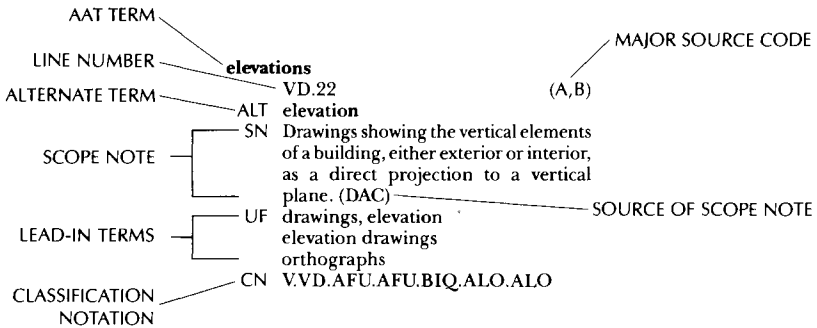 AAT TERM
MAJOR SOURCE CODE
LINE NUMBER
elevations
VD.22 (A,B)
ALTERNATE TERM
ALT elevation
SN Drawings showing the vertical elements
of a building, either exterior or interior,
SCOPE NOTE
as a direct projection to a vertical
plane. (DAC)
SOURCE OF SCOPE NOTE
UF drawings, elevation
LEAD-IN TERMS
elevation drawings
orthographs
CN V.VD.AFU.AFU.BIQ.ALO.ALO
CLASSIFICATION
NOTATION